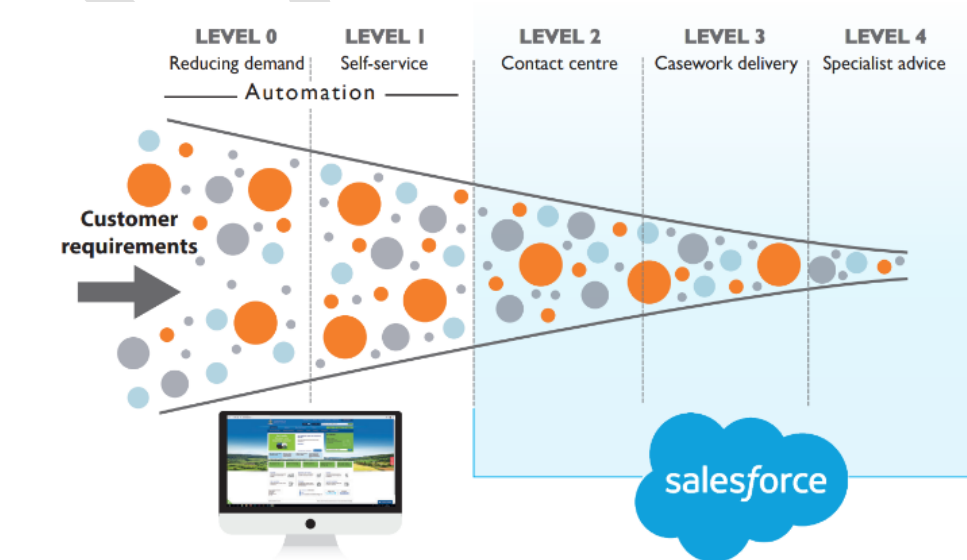 LEVEL 0
Reducing demand
LEVEL 1
Self-service
LEVEL 2
Contact centre
LEVEL 3
Casework delivery
LEVEL 4
Specialist advice
Automation
Customer
requirements
salesforce